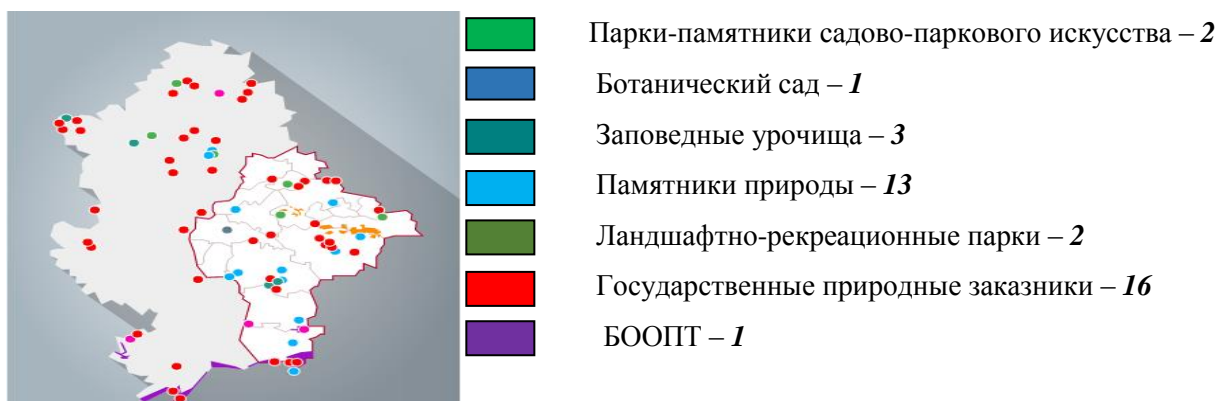 Парки-памятники садово-паркового искусства – 2
Ботанический сад – 1
Заповедные урочища – 3
Памятники природы – 13
Ландшафтно-рекреационные парки – 2
Государственные природные заказники – 16
БООПТ – 1